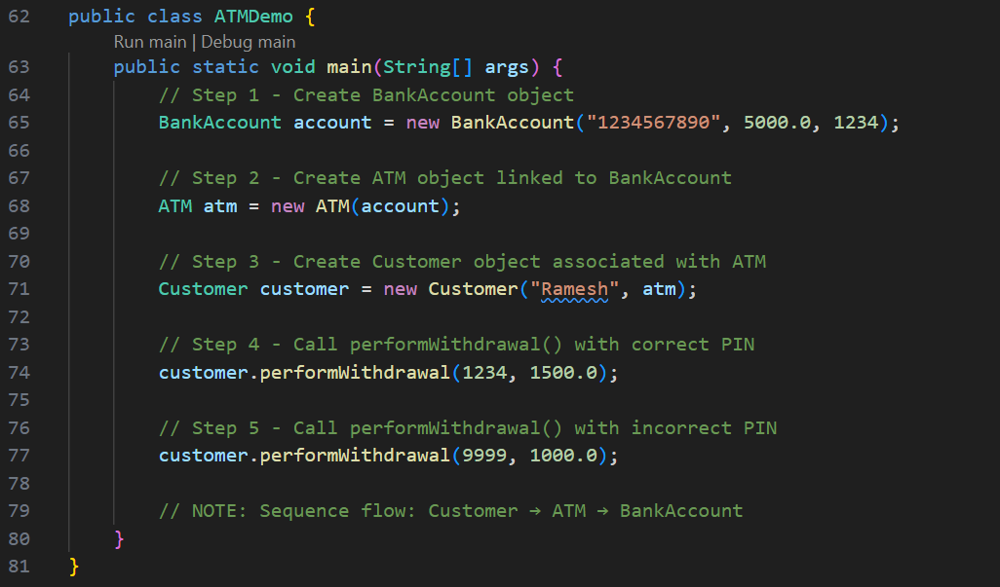 62 public class ATMDemo {
Run main | Debug main
63 public static void main(String[] args) {
64 // Step 1 - Create BankAccount object
65 BankAccount account = new BankAccount("1234567890", 5000.0, 1234);
66
67 // Step 2 - Create ATM object linked to BankAccount
68 ATM atm = new ATM(account);
69
70 // Step 3 - Create Customer object associated with ATM
71 Customer customer = new Customer("Ramesh", atm);
72
73 // Step 4 - Call performWithdrawal() with correct PIN
74 customer.performWithdrawal(1234, 1500.0);
75
76 // Step 5 - Call performWithdrawal() with incorrect PIN
77 customer.performWithdrawal(9999, 1000.0);
78
79 // NOTE: Sequence flow: Customer → ATM → BankAccount
80 }
81 }